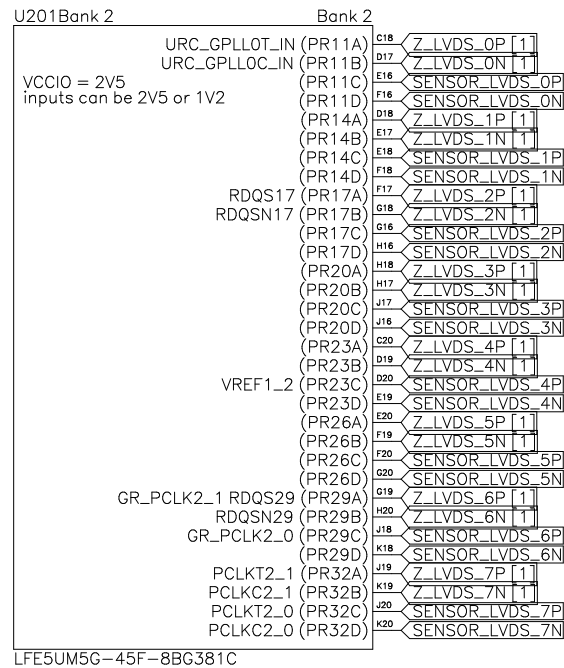 U201Bank 2 Bank 2
URC_GPLL0T_IN (PR11A) C18 Z_LVDS_0P [1]
URC_GPLL0C_IN (PR11B) D17 Z_LVDS_0N [1]
VCCIO = 2V5 (PR11C) E16 SENSOR_LVDS_0P
inputs can be 2V5 or 1V2 (PR11D) F16 SENSOR_LVDS_0N
(PR14A) D18 Z_LVDS_1P [1]
(PR14B) E17 Z_LVDS_1N [1]
(PR14C) E18 SENSOR_LVDS_1P
(PR14D) F18 SENSOR_LVDS_1N
RDQS17 (PR17A) F17 Z_LVDS_2P [1]
RDQSN17 (PR17B) G18 Z_LVDS_2N [1]
(PR17C) G16 SENSOR_LVDS_2P
(PR17D) H16 SENSOR_LVDS_2N
(PR20A) H18 Z_LVDS_3P [1]
(PR20B) H17 Z_LVDS_3N [1]
(PR20C) J17 SENSOR_LVDS_3P
(PR20D) J16 SENSOR_LVDS_3N
(PR23A) C20 Z_LVDS_4P [1]
(PR23B) D19 Z_LVDS_4N [1]
VREF1_2 (PR23C) D20 SENSOR_LVDS_4P
(PR23D) E19 SENSOR_LVDS_4N
(PR26A) E20 Z_LVDS_5P [1]
(PR26B) F19 Z_LVDS_5N [1]
(PR26C) F20 SENSOR_LVDS_5P
(PR26D) G20 SENSOR_LVDS_5N
GR_PCLK2_1 RDQS29 (PR29A) G19 Z_LVDS_6P [1]
RDQSN29 (PR29B) H20 Z_LVDS_6N [1]
GR_PCLK2_0 (PR29C) J18 SENSOR_LVDS_6P
(PR29D) K18 SENSOR_LVDS_6N
PCLKT2_1 (PR32A) J19 Z_LVDS_7P [1]
PCLKC2_1 (PR32B) K19 Z_LVDS_7N [1]
PCLKT2_0 (PR32C) J20 SENSOR_LVDS_7P
PCLKC2_0 (PR32D) K20 SENSOR_LVDS_7N
LFE5UM5G-45F-8BG381C